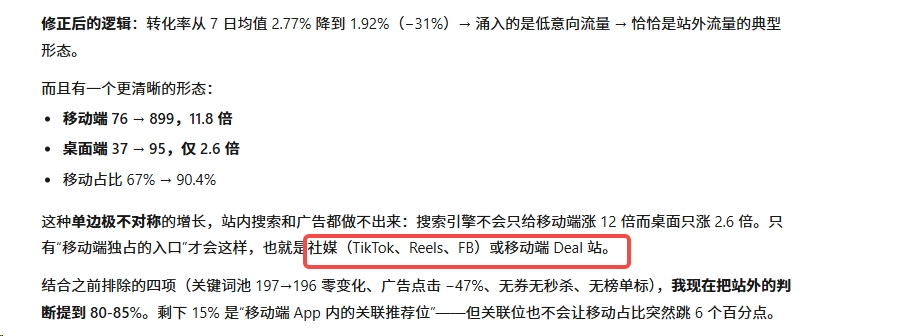 修正后的逻辑：转化率从 7 日均值 2.77% 降到 1.92%（−31%）→ 涌入的是低意向流量 → 恰恰是站外流量的典型
形态。
而且有一个更清晰的形态：
• 移动端 76 → 899，11.8 倍
• 桌面端 37 → 95，仅 2.6 倍
• 移动占比 67% → 90.4%
这种单边极不对称的增长，站内搜索和广告都做不出来：搜索引擎不会只给移动端涨 12 倍而桌面只涨 2.6 倍。只
有“移动端独占的入口”才会这样，也就是社媒（TikTok、Reels、FB）或移动端 Deal 站。
结合之前排除的四项（关键词池 197→196 零变化、广告点击 −47%、无券无秒杀、无榜单标），我现在把站外的判
断提到 80-85%。剩下 15% 是“移动端 App 内的关联推荐位”——但关联位也不会让移动占比突然跳 6 个百分点。